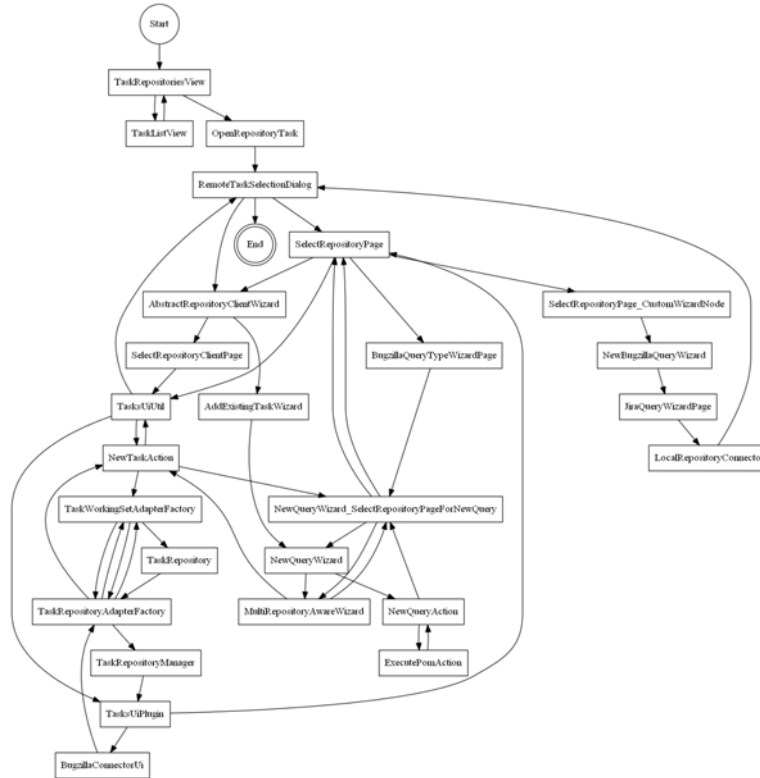 Start
TaskRepositoriesView
TaskListView
OpenRepositoryTask
RemoteTaskSelectionDialog
End
SelectRepositoryPage
AbstractRepositoryClientWizard
SelectRepositoryPage_CustomWizardNode
SelectRepositoryClientPage
BugzillaQueryTypeWizardPage
NewBugzillaQueryWizard
TasksUiUtil
AddExistingTaskWizard
JiraQueryWizardPage
NewTaskAction
LocalRepositoryConnector
TaskWorkingSetAdapterFactory
NewQueryWizard_SelectRepositoryPageForNewQuery
TaskRepository
NewQueryWizard
TaskRepositoryAdapterFactory
MultiRepositoryAwareWizard
NewQueryAction
TaskRepositoryManager
ExecutePomAction
TasksUiPlugin
BugzillaConnectorUi